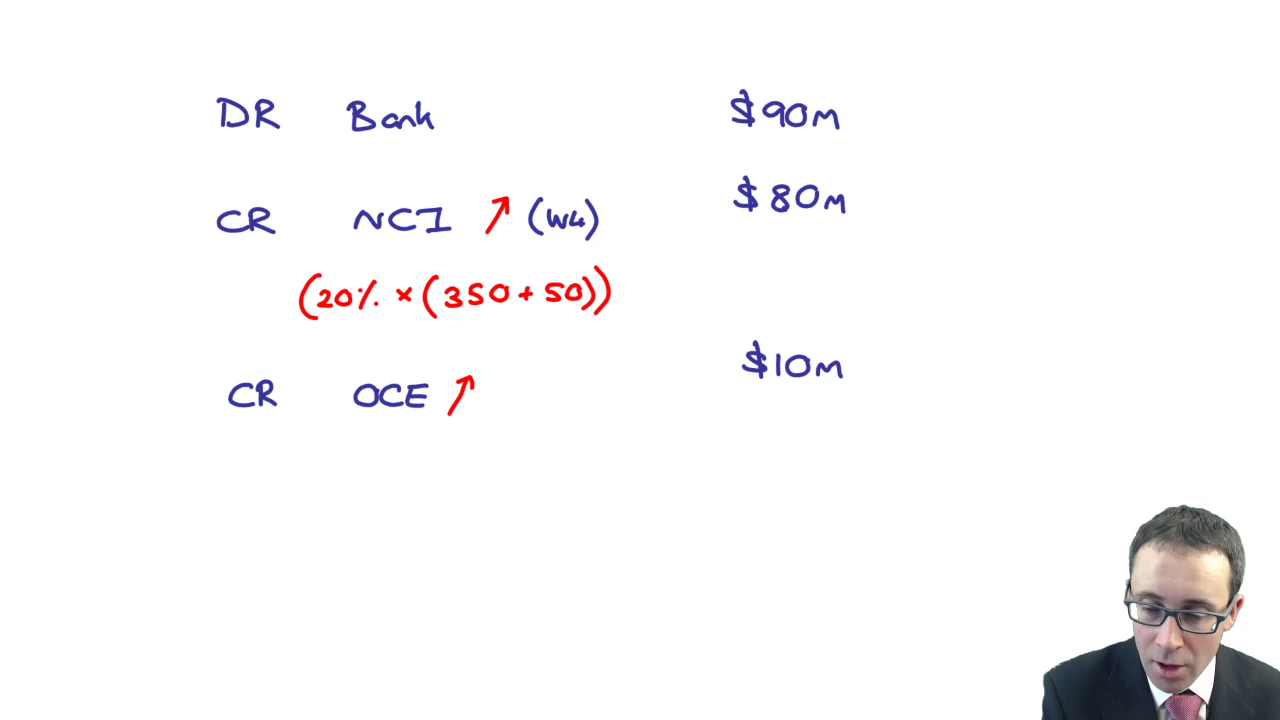 DR Bank $90M
CR NCI ↗ (W4) $80M
(20% × (350 + 50))
CR OCE ↗ $10M